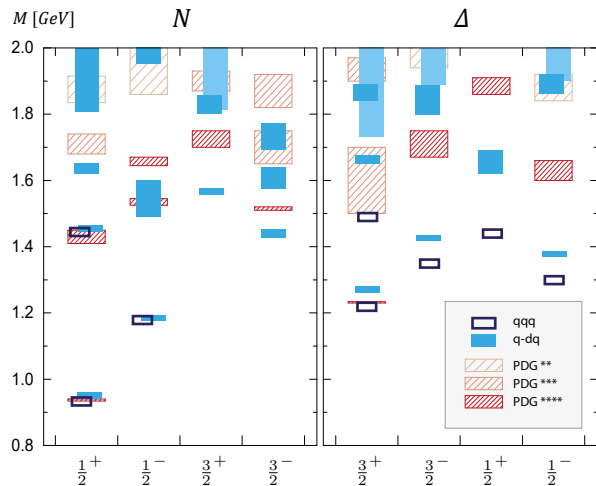 M [GeV] N Δ
2.0
1.8
1.6
1.4
1.2
1.0
0.8
qqq
q-dq
PDG **
PDG ***
PDG ****
1/2+ 1/2− 3/2+ 3/2− 3/2+ 3/2− 1/2+ 1/2−